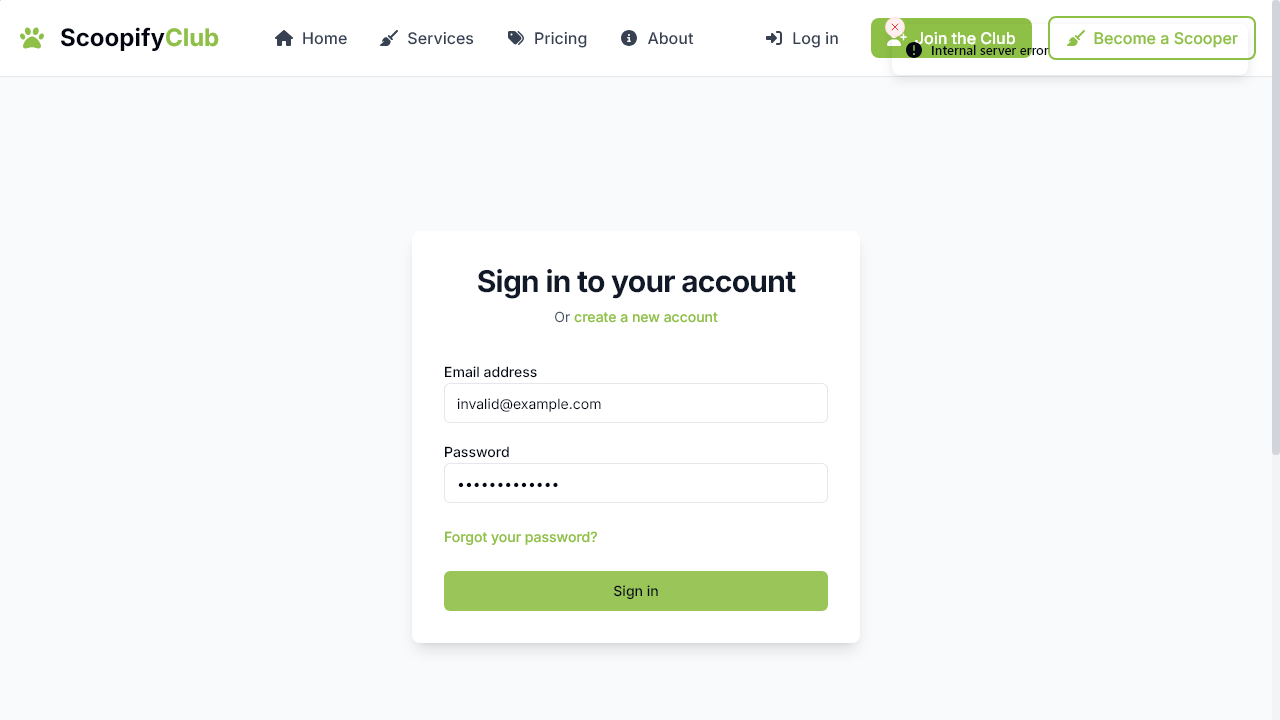 ScoopifyClub
Home
Services
Pricing
About
Log in
Join the Club
Become a Scooper
Internal server error
Sign in to your account
Or create a new account
Email address
invalid@example.com
Password
•••••••••••••
Forgot your password?
Sign in